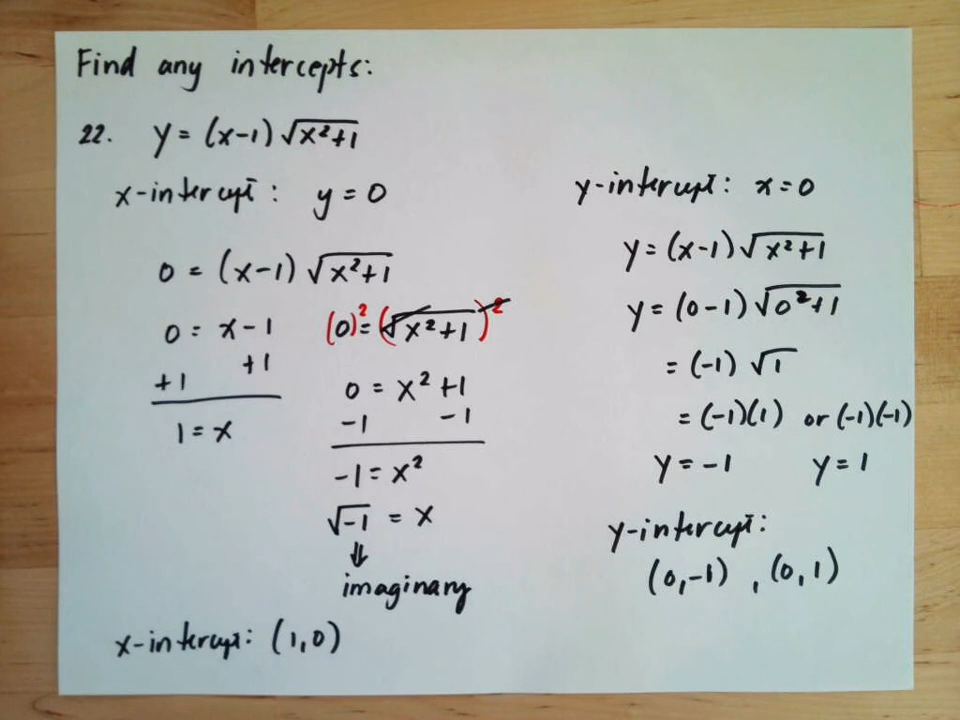 Find any intercepts:
22. y = (x-1) √x²+1
x-intercept: y = 0
0 = (x-1) √x²+1
0 = x - 1
+1 +1
1 = x
(0)² = (√x²+1)²
0 = x² + 1
-1 -1
-1 = x²
√-1 = x
⇓
imaginary
x-intercept: (1,0)
y-intercept: x = 0
y = (x-1) √x²+1
y = (0-1) √0²+1
= (-1) √1
= (-1)(1) or (-1)(-1)
y = -1 y = 1
y-intercept:
(0,-1) , (0,1)